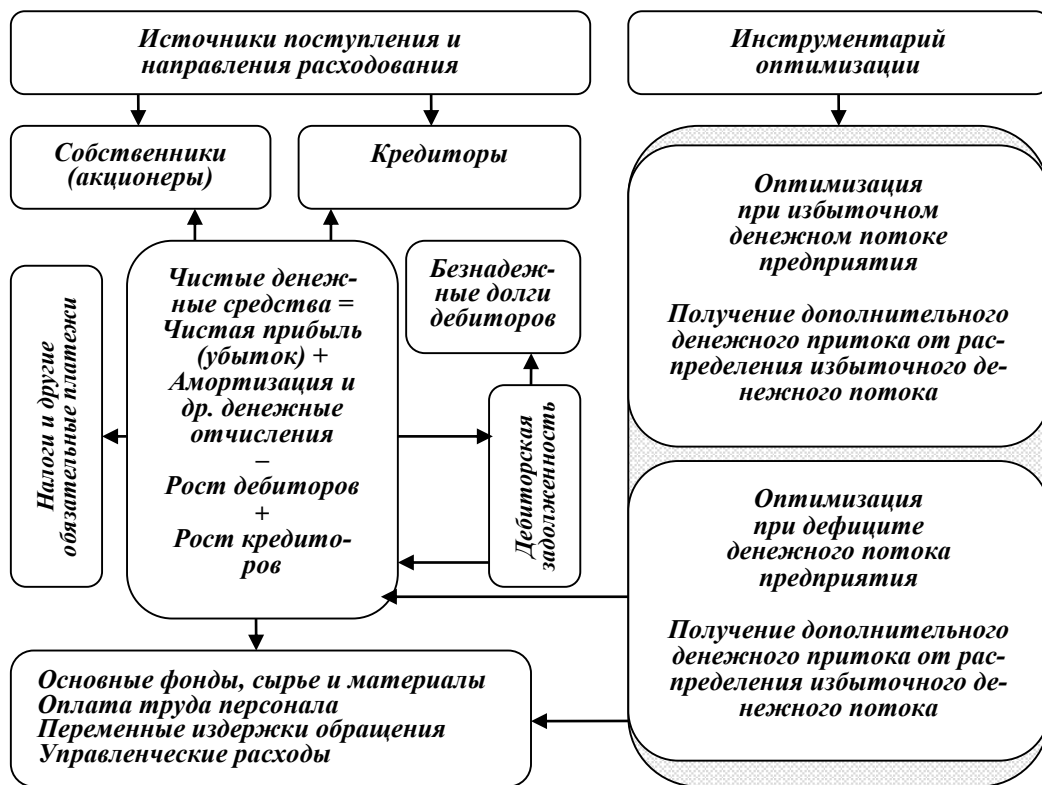 Источники поступления и
направления расходования
Инструментарий
оптимизации
Собственники
(акционеры)
Кредиторы
Оптимизация
при избыточном
денежном потоке
предприятия
Получение дополнительного
денежного притока от рас-
пределения избыточного де-
нежного потока
Налоги и другие
обязательные платежи
Чистые денеж-
ные средства =
Чистая прибыль
(убыток) +
Амортизация и
др. денежные
отчисления
–
Рост дебиторов
+
Рост кредито-
ров
Безнадеж-
ные долги
дебиторов
Дебиторская
задолженность
Оптимизация
при дефиците
денежного потока
предприятия
Получение дополнительного
денежного притока от рас-
пределения избыточного де-
нежного потока
Основные фонды, сырье и материалы
Оплата труда персонала
Переменные издержки обращения
Управленческие расходы